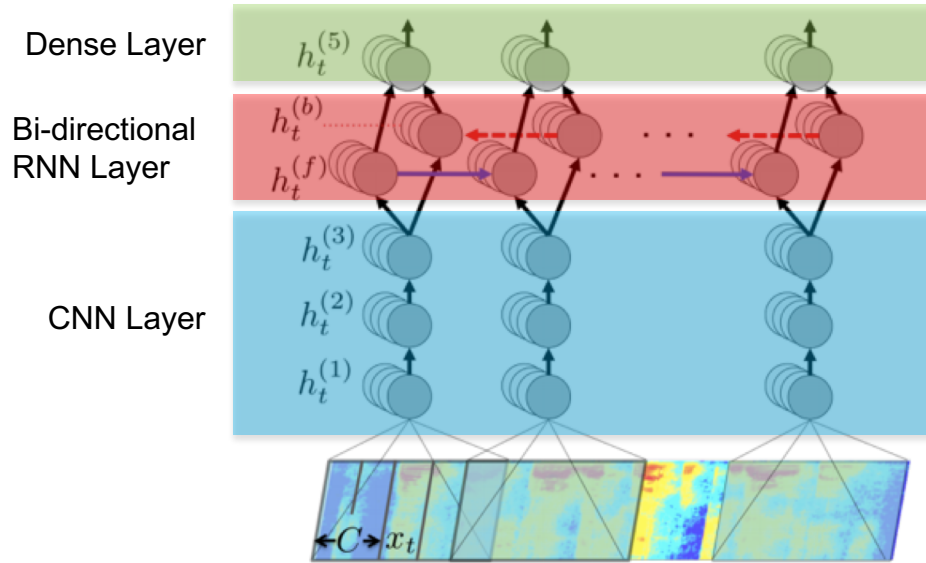 Dense Layer
h_t^{(5)}
Bi-directional
RNN Layer
h_t^{(b)}
. . .
h_t^{(f)}
. . .
CNN Layer
h_t^{(3)}
h_t^{(2)}
h_t^{(1)}
C x_t